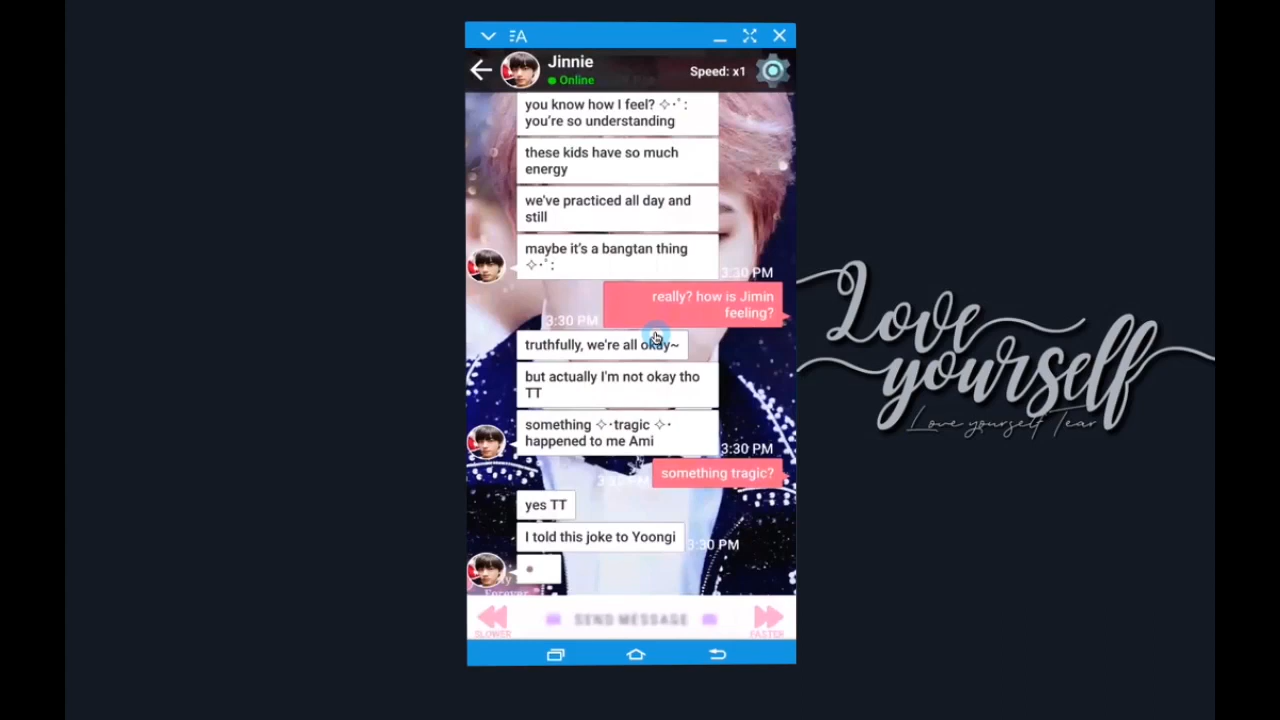 Jinnie
Online
Speed: x1
you know how I feel? ✧･ﾟ:
you’re so understanding
these kids have so much
energy
we've practiced all day and
still
maybe it’s a bangtan thing
✧･ﾟ:
3:30 PM
really? how is Jimin
feeling?
3:30 PM
truthfully, we're all okay~
but actually I'm not okay tho
TT
something ✧･tragic ✧･
happened to me Ami
3:30 PM
something tragic?
3:30 PM
yes TT
I told this joke to Yoongi
3:30 PM
Forever
SLOWER
SEND MESSAGE
FASTER
Love
yourself
Love yourself Tear